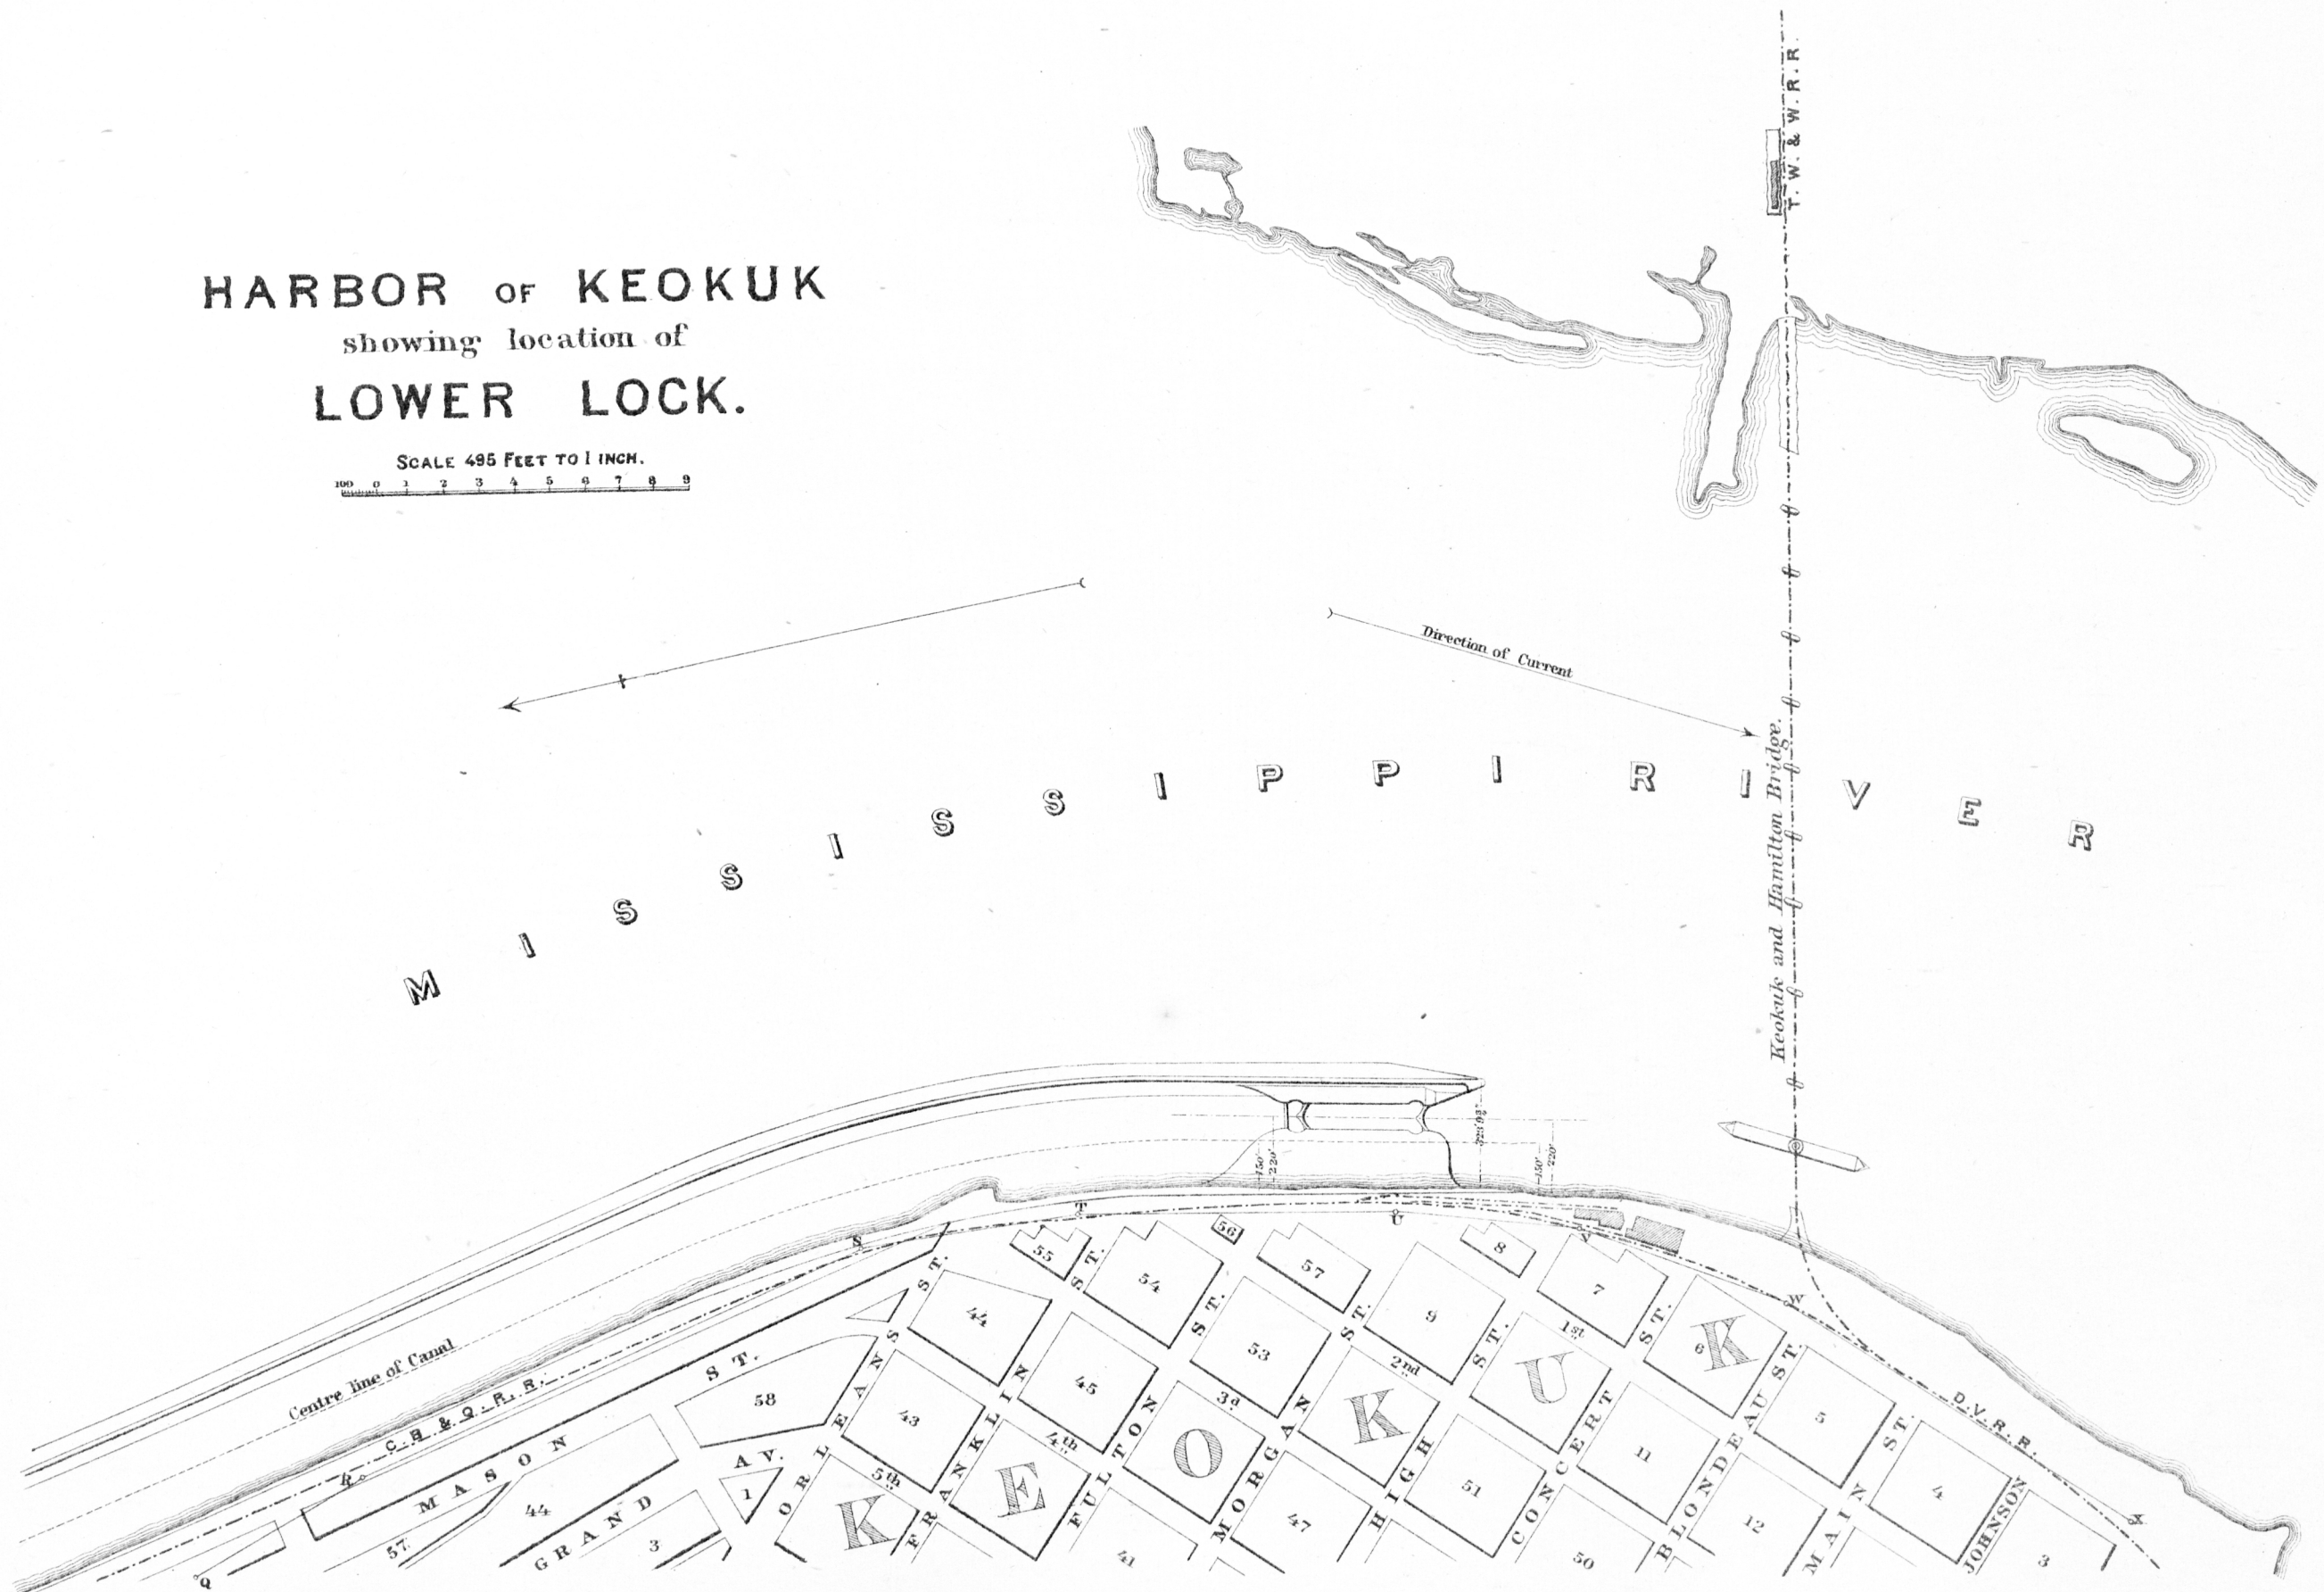 HARBOR OF KEOKUK
showing location of
LOWER LOCK.
SCALE 495 FEET TO 1 INCH.
100 0 1 2 3 4 5 6 7 8 9
T. W. & W. R. R.
Direction of Current
MISSISSIPPI RIVER
Keokuk and Hamilton Bridge.
Centre line of Canal
C. B. & Q. R. R.
D. V. R. R.
150'
220'
150'
220'
Q
R
S
T
U
V
W
X
MASON ST.
GRAND AV.
ORLEANS ST.
FRANKLIN ST.
FULTON ST.
MORGAN ST.
HIGH ST.
CONCERT ST.
BLONDEAU ST.
MAIN ST.
JOHNSON
1st
2nd
3d
4th
5th
KEOKUK
55
56
54
57
8
7
44
53
9
6
45
58
43
5
11
51
4
44
1
47
12
57
3
41
50
3